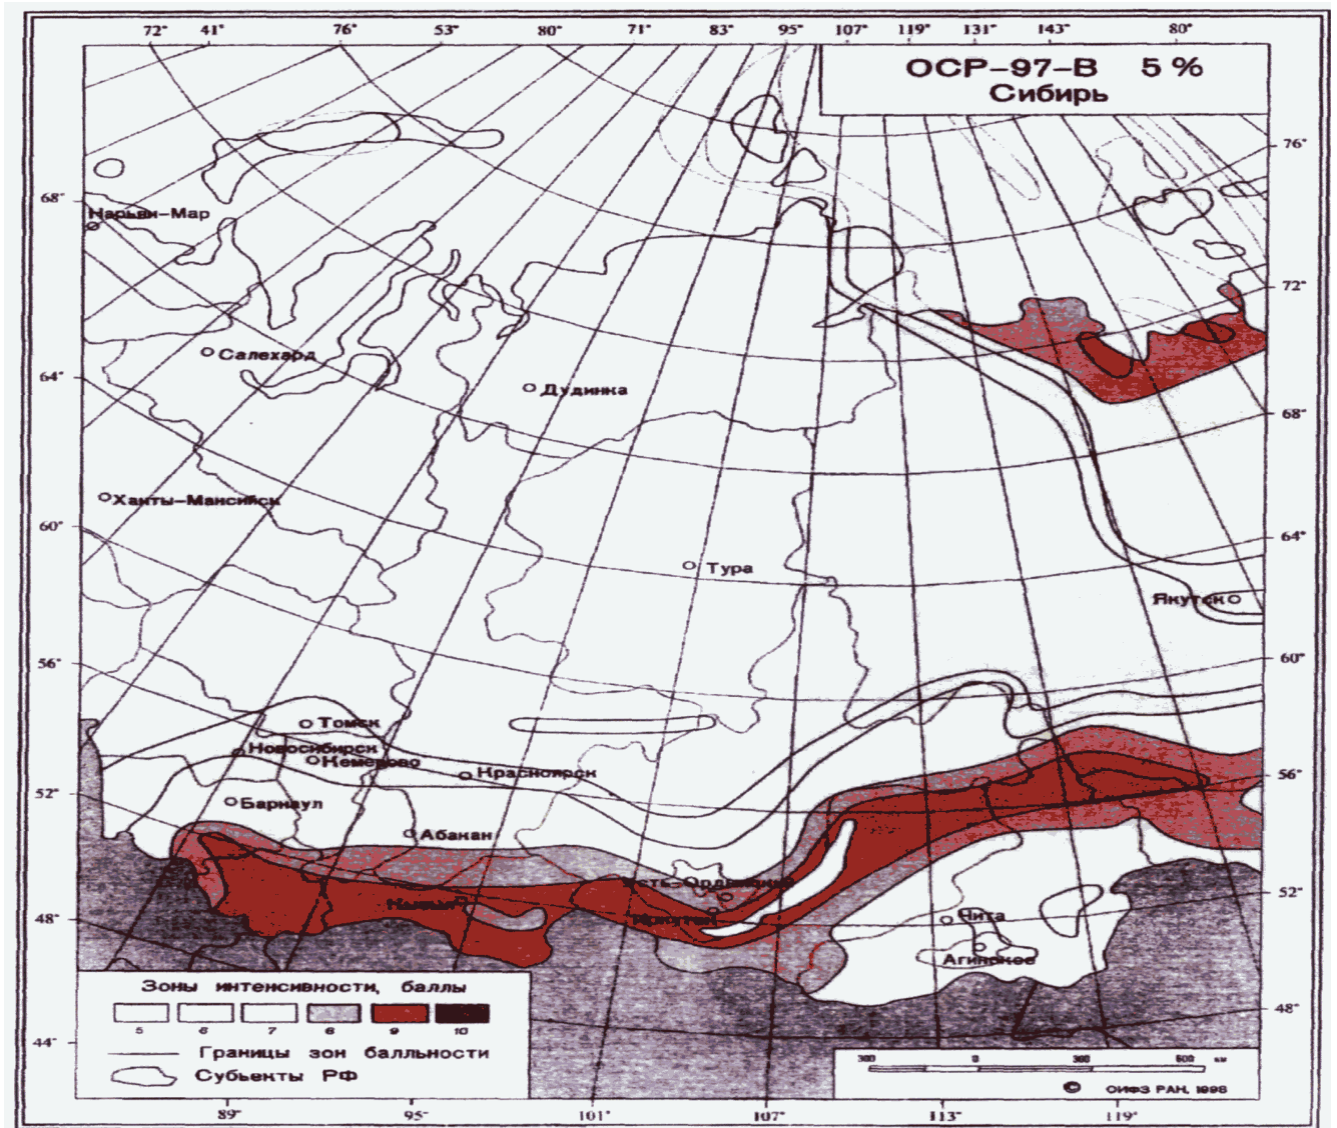 72° 41° 76° 53° 80° 71° 83° 95° 107° 119° 131° 143° 80°
ОСР-97-В 5%
Сибирь
76°
68°
Нарьян-Мар
72°
Салехард
64°
Дудинка
68°
Ханты-Мансийск
60°
64°
Тура
Якутск
56°
60°
Томск
Новосибирск
Кемерово
Красноярск
56°
52°
Барнаул
Абакан
Усть-Ордынский
52°
Кызыл
Иркутск
48°
Чита
Агинское
Зоны интенсивности, баллы
5 6 7 8 9 10
48°
44°
Границы зон балльности
Субъекты РФ
300 0 300 600 км
© ОИФЗ РАН, 1998
89° 95° 101° 107° 113° 119°